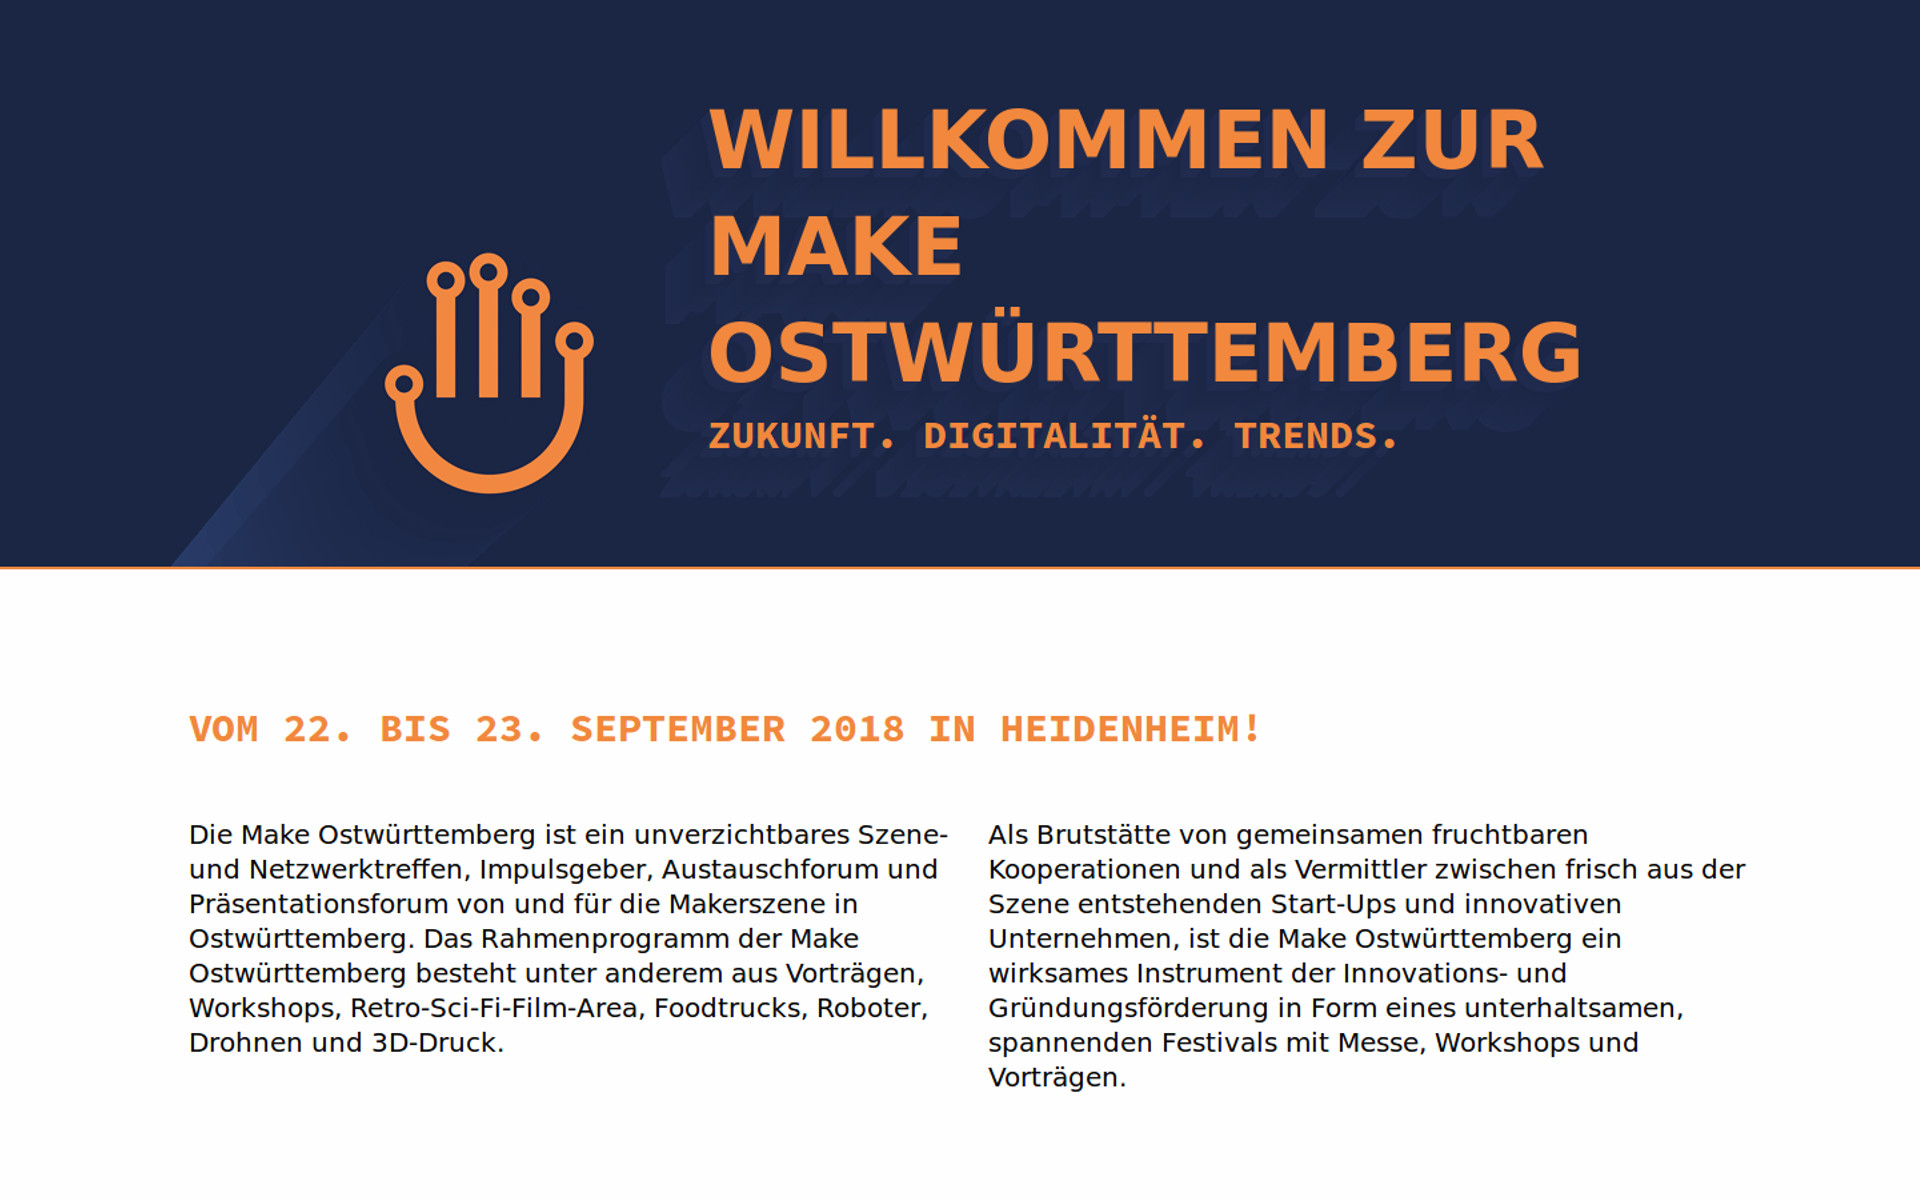 WILLKOMMEN ZUR
MAKE
OSTWÜRTTEMBERG
ZUKUNFT. DIGITALITÄT. TRENDS.
VOM 22. BIS 23. SEPTEMBER 2018 IN HEIDENHEIM!
Die Make Ostwürttemberg ist ein unverzichtbares Szene-
und Netzwerktreffen, Impulsgeber, Austauschforum und
Präsentationsforum von und für die Makerszene in
Ostwürttemberg. Das Rahmenprogramm der Make
Ostwürttemberg besteht unter anderem aus Vorträgen,
Workshops, Retro-Sci-Fi-Film-Area, Foodtrucks, Roboter,
Drohnen und 3D-Druck.
Als Brutstätte von gemeinsamen fruchtbaren
Kooperationen und als Vermittler zwischen frisch aus der
Szene entstehenden Start-Ups und innovativen
Unternehmen, ist die Make Ostwürttemberg ein
wirksames Instrument der Innovations- und
Gründungsförderung in Form eines unterhaltsamen,
spannenden Festivals mit Messe, Workshops und
Vorträgen.